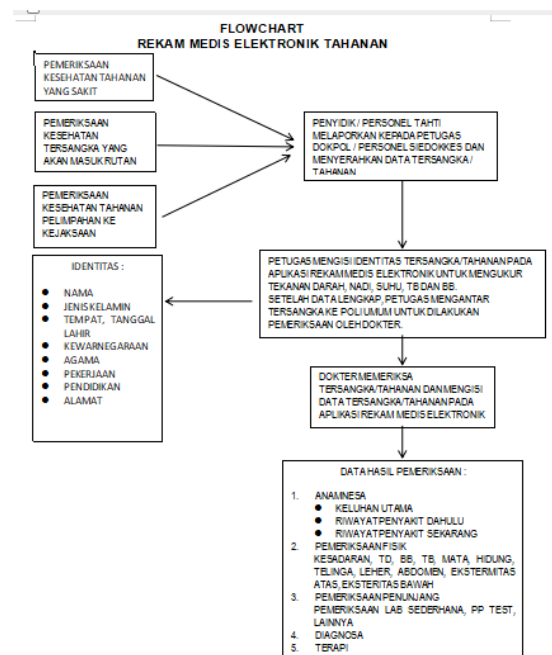 FLOWCHART
REKAM MEDIS ELEKTRONIK TAHANAN
PEMERIKSAAN
KESEHATAN TAHANAN
YANG SAKIT
PEMERIKSAAN
KESEHATAN
TERSANGKA YANG
AKAN MASUK RUTAN
PEMERIKSAAN
KESEHATAN TAHANAN
PELIMPAHAN KE
KEJAKSAAN
PENYIDIK / PERSONEL TAHTI
MELAPORKAN KEPADA PETUGAS
DOKPOL / PERSONEL SIEDOKKES DAN
MENYERAHKAN DATA TERSANGKA /
TAHANAN
PETUGAS MENGISI IDENTITAS TERSANGKA/TAHANAN PADA
APLIKASI REKAM MEDIS ELEKTRONIK UNTUK MENGUKUR
TEKANAN DARAH, NADI, SUHU, TB DAN BB.
SETELAH DATA LENGKAP, PETUGAS MENGANTAR
TERSANGKA KE POLI UMUM UNTUK DILAKUKAN
PEMERIKSAAN OLEH DOKTER.
IDENTITAS :
● NAMA
● JENIS KELAMIN
● TEMPAT, TANGGAL
LAHIR
● KEWARNEGARAAN
● AGAMA
● PEKERJAAN
● PENDIDIKAN
● ALAMAT
DOKTER MEMERIKSA
TERSANGKA/TAHANAN DAN MENGISI
DATA TERSANGKA/TAHANAN PADA
APLIKASI REKAM MEDIS ELEKTRONIK
DATA HASIL PEMERIKSAAN :
1. ANAMNESA
● KELUHAN UTAMA
● RIWAYAT PENYAKIT DAHULU
● RIWAYAT PENYAKIT SEKARANG
2. PEMERIKSAAN FISIK
KESADARAN, TD, BB, TB, MATA, HIDUNG,
TELINGA, LEHER, ABDOMEN, EKSTERMITAS
ATAS, EKSTERITAS BAWAH
3. PEMERIKSAAN PENUNJANG
PEMERIKSAAN LAB SEDERHANA, PP TEST,
LAINNYA
4. DIAGNOSA
5. TERAPI